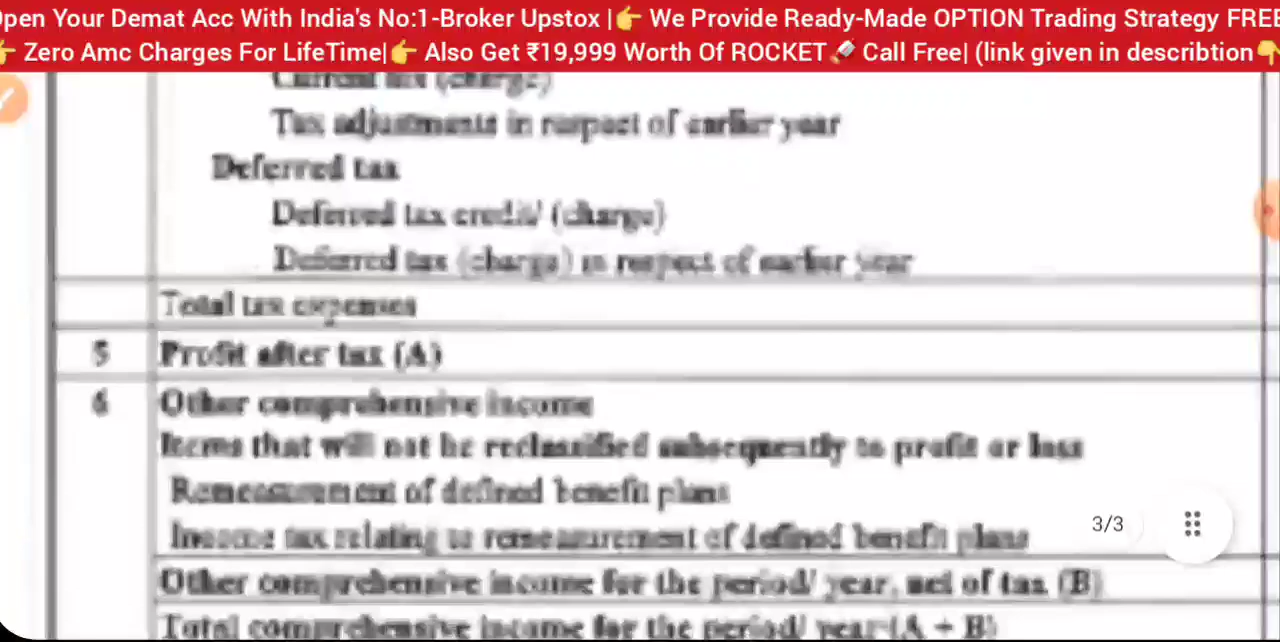 Open Your Demat Acc With India's No:1-Broker Upstox |👉 We Provide Ready-Made OPTION Trading Strategy FREE
👉 Zero Amc Charges For LifeTime|👉 Also Get ₹19,999 Worth Of ROCKET🚀 Call Free| (link given in describtion👇
Current tax (charge)
Tax adjustments in respect of earlier year
Deferred tax
Deferred tax credit/ (charge)
Deferred tax (charge) in respect of earlier year
Total tax expenses
5 Profit after tax (A)
6 Other comprehensive income
Items that will not be reclassified subsequently to profit or loss
Remeasurement of defined benefit plans
Income tax relating to remeasurement of defined benefit plans
3/3
Other comprehensive income for the period/ year, net of tax (B)
Total comprehensive income for the period/ year (A + B)